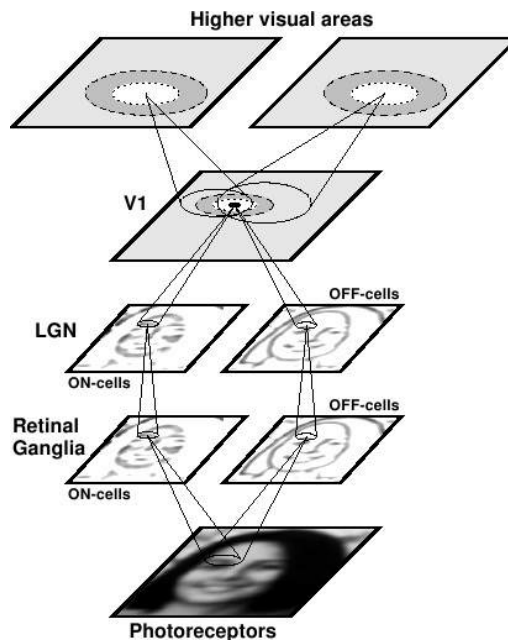 Higher visual areas
V1
OFF-cells
LGN
ON-cells
OFF-cells
Retinal
Ganglia
ON-cells
Photoreceptors